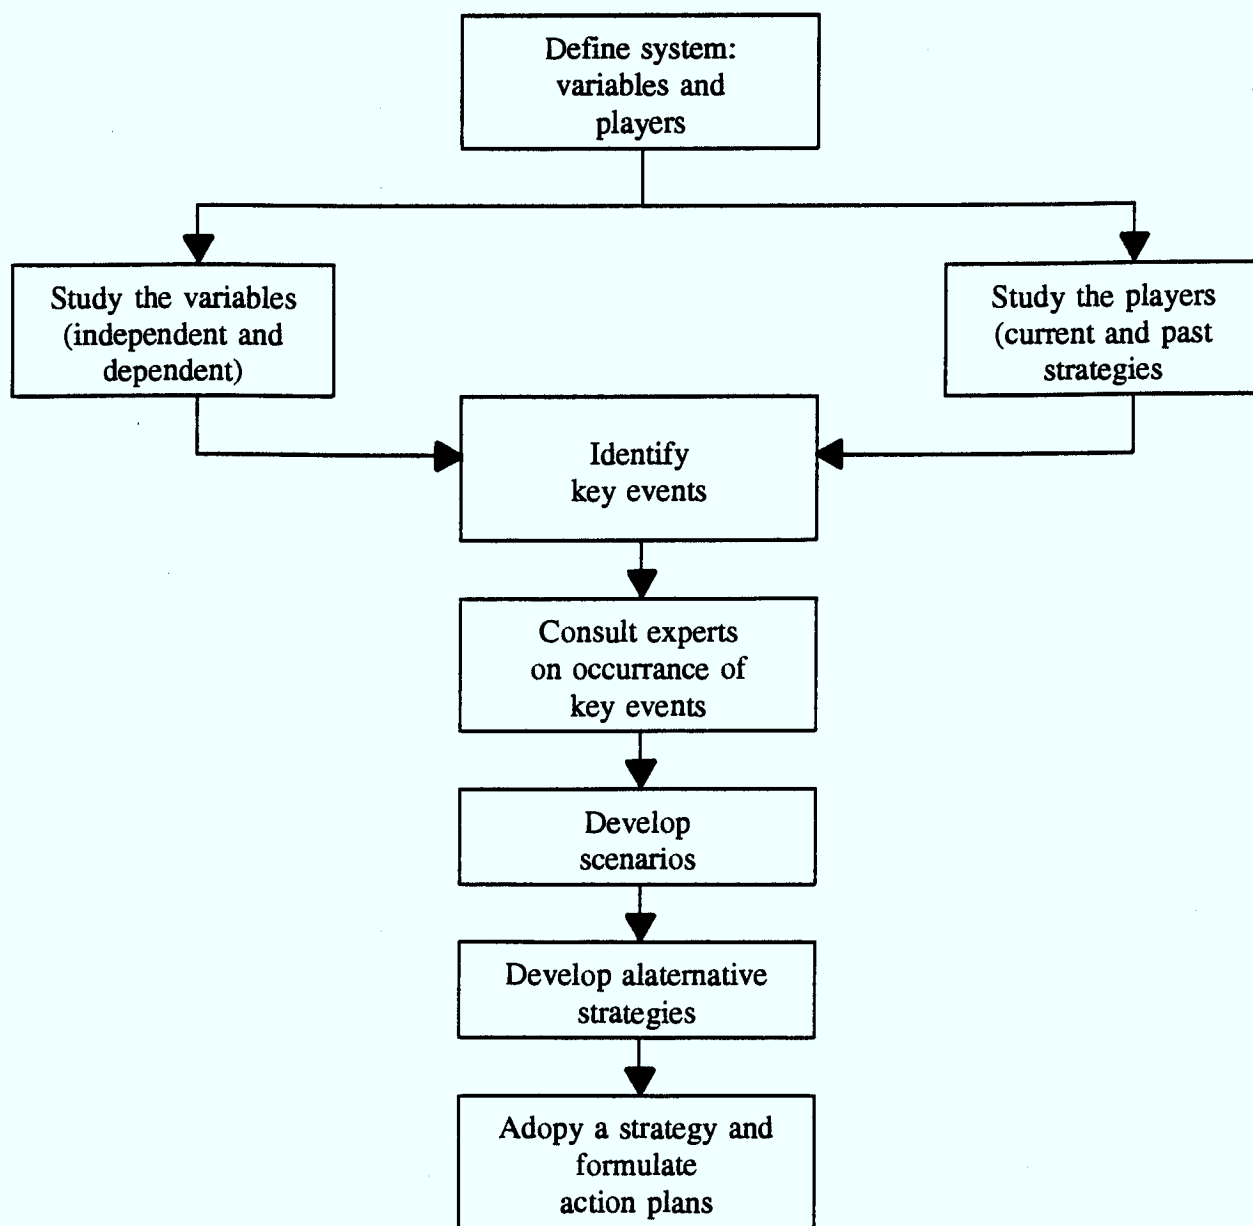 Define system:
variables and
players
Study the variables
(independent and
dependent)
Study the players
(current and past
strategies
Identify
key events
Consult experts
on occurrance of
key events
Develop
scenarios
Develop alaternative
strategies
Adopy a strategy and
formulate
action plans